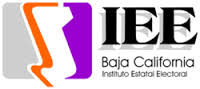 IEE
Baja California
Instituto Estatal Electoral